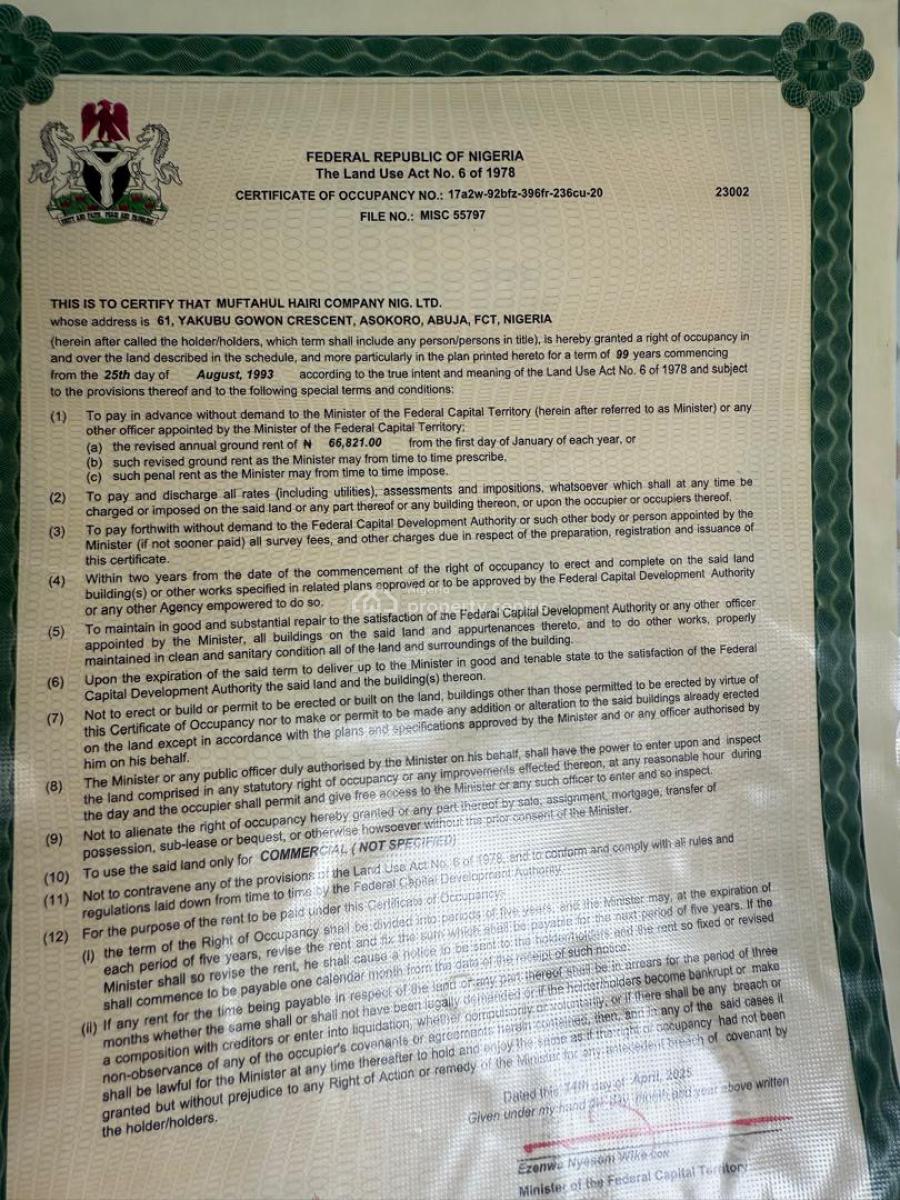 FEDERAL REPUBLIC OF NIGERIA
The Land Use Act No. 6 of 1978
CERTIFICATE OF OCCUPANCY NO.: 17a2w-92bfz-396fr-236cu-20
23002
FILE NO.: MISC 55797
UNITY AND FAITH, PEACE AND PROGRESS
THIS IS TO CERTIFY THAT MUFTAHUL HAIRI COMPANY NIG. LTD.
whose address is 61, YAKUBU GOWON CRESCENT, ASOKORO, ABUJA, FCT, NIGERIA
(herein after called the holder/holders, which term shall include any person/persons in title), is hereby granted a right of occupancy in
and over the land described in the schedule, and more particularly in the plan printed hereto for a term of 99 years commencing
from the 25th day of August, 1993 according to the true intent and meaning of the Land Use Act No. 6 of 1978 and subject
to the provisions thereof and to the following special terms and conditions:
(1) To pay in advance without demand to the Minister of the Federal Capital Territory (herein after referred to as Minister) or any
other officer appointed by the Minister of the Federal Capital Territory:
(a) the revised annual ground rent of ₦ 66,821.00 from the first day of January of each year, or
(b) such revised ground rent as the Minister may from time to time prescribe.
(c) such penal rent as the Minister may from time to time impose.
(2) To pay and discharge all rates (including utilities), assessments and impositions, whatsoever which shall at any time be
charged or imposed on the said land or any part thereof or any building thereon, or upon the occupier or occupiers thereof.
(3) To pay forthwith without demand to the Federal Capital Development Authority or such other body or person appointed by the
Minister (if not sooner paid) all survey fees, and other charges due in respect of the preparation, registration and issuance of
this certificate.
(4) Within two years from the date of the commencement of the right of occupancy to erect and complete on the said land
building(s) or other works specified in related plans approved or to be approved by the Federal Capital Development Authority
or any other Agency empowered to do so.
(5) To maintain in good and substantial repair to the satisfaction of the Federal Capital Development Authority or any other officer
appointed by the Minister, all buildings on the said land and appurtenances thereto, and to do other works, properly
maintained in clean and sanitary condition all of the land and surroundings of the building.
(6) Upon the expiration of the said term to deliver up to the Minister in good and tenable state to the satisfaction of the Federal
Capital Development Authority the said land and the building(s) thereon.
(7) Not to erect or build or permit to be erected or built on the land, buildings other than those permitted to be erected by virtue of
this Certificate of Occupancy nor to make or permit to be made any addition or alteration to the said buildings already erected
on the land except in accordance with the plans and specifications approved by the Minister and or any officer authorised by
him on his behalf.
(8) The Minister or any public officer duly authorised by the Minister on his behalf, shall have the power to enter upon and inspect
the land comprised in any statutory right of occupancy or any improvements effected thereon, at any reasonable hour during
the day and the occupier shall permit and give free access to the Minister or any such officer to enter and so inspect.
(9) Not to alienate the right of occupancy hereby granted or any part thereof by sale, assignment, mortgage, transfer of
possession, sub-lease or bequest, or otherwise howsoever without the prior consent of the Minister.
(10) To use the said land only for COMMERCIAL ( NOT SPECIFIED)
(11) Not to contravene any of the provisions of the Land Use Act No. 6 of 1978, and to conform and comply with all rules and
regulations laid down from time to time by the Federal Capital Development Authority.
(12) For the purpose of the rent to be paid under this Certificate of Occupancy:
(i) the term of the Right of Occupancy shall be divided into periods of five years, and the Minister may, at the expiration of
each period of five years, revise the rent and fix the sum which shall be payable for the next period of five years. If the
Minister shall so revise the rent, he shall cause a notice to be sent to the holder/holders and the rent so fixed or revised
shall commence to be payable one calendar month from the date of the receipt of such notice.
(ii) If any rent for the time being payable in respect of the land or any part thereof shall be in arrears for the period of three
months whether the same shall or shall not have been legally demanded or if the holder/holders become bankrupt or make
a composition with creditors or enter into liquidation, whether compulsorily or voluntarily, or if there shall be any breach or
non-observance of any of the occupier's covenants or agreements herein contained, then, and in any of the said cases it
shall be lawful for the Minister at any time thereafter to hold and enjoy the same as if the right of occupancy had not been
granted but without prejudice to any Right of Action or remedy of the Minister for any antecedent breach of covenant by
the holder/holders.
Dated this 14th day of April, 2025
Given under my hand the day, month and year above written
Ezenwo Nyesom Wike CON
Minister of the Federal Capital Territory